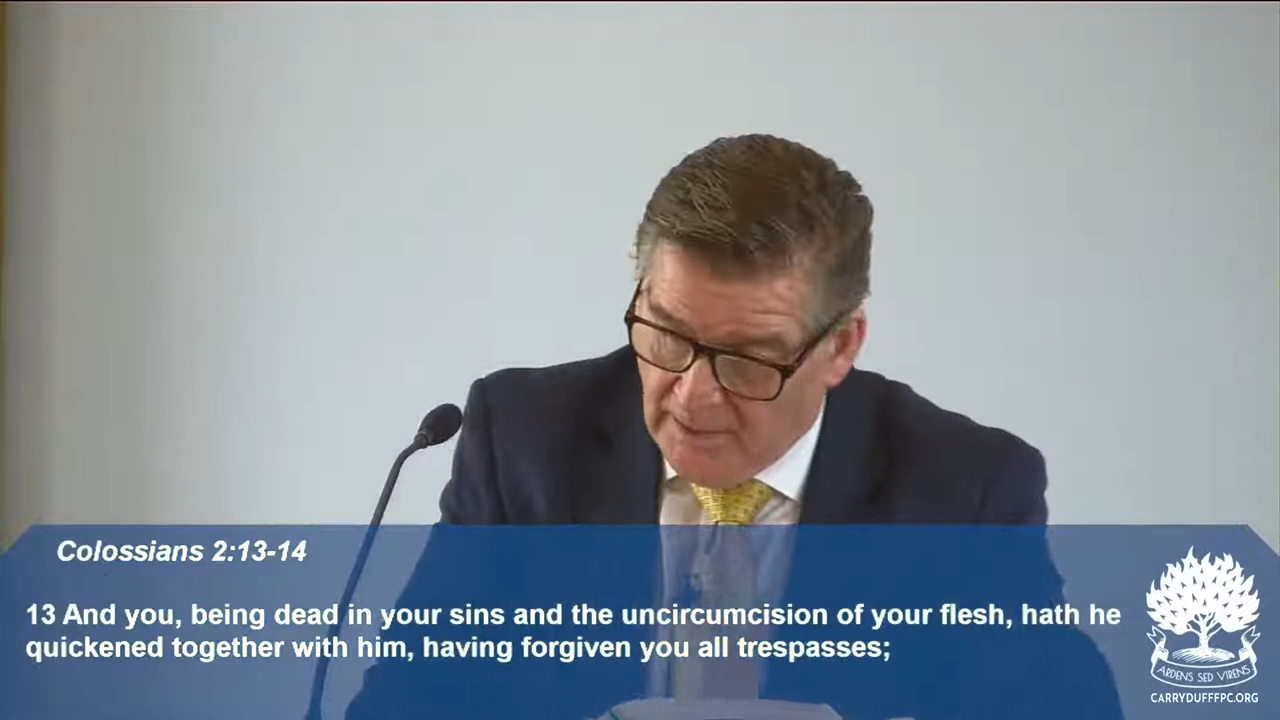 Colossians 2:13-14
13 And you, being dead in your sins and the uncircumcision of your flesh, hath he
quickened together with him, having forgiven you all trespasses;
ARDENS SED VIRENS
CARRYDUFFFPC.ORG